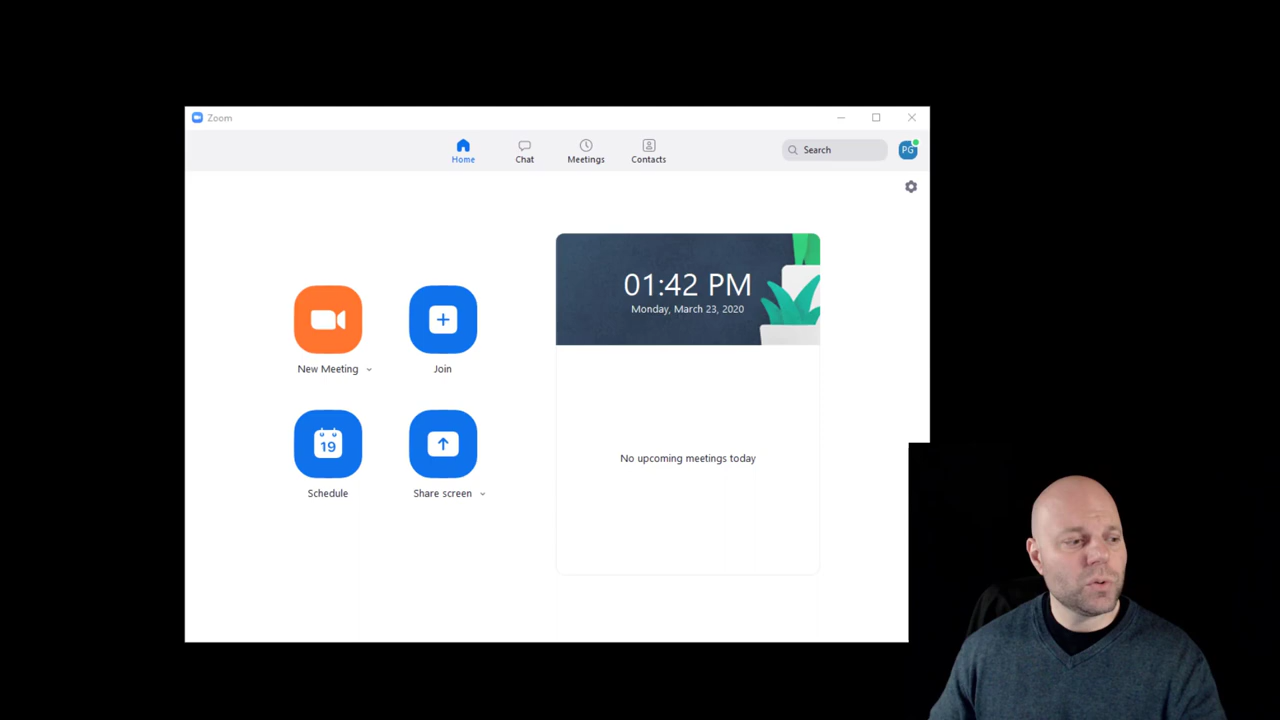 Zoom
Home
Chat
Meetings
Contacts
Search
PG
01:42 PM
Monday, March 23, 2020
New Meeting
Join
19
Schedule
Share screen
No upcoming meetings today